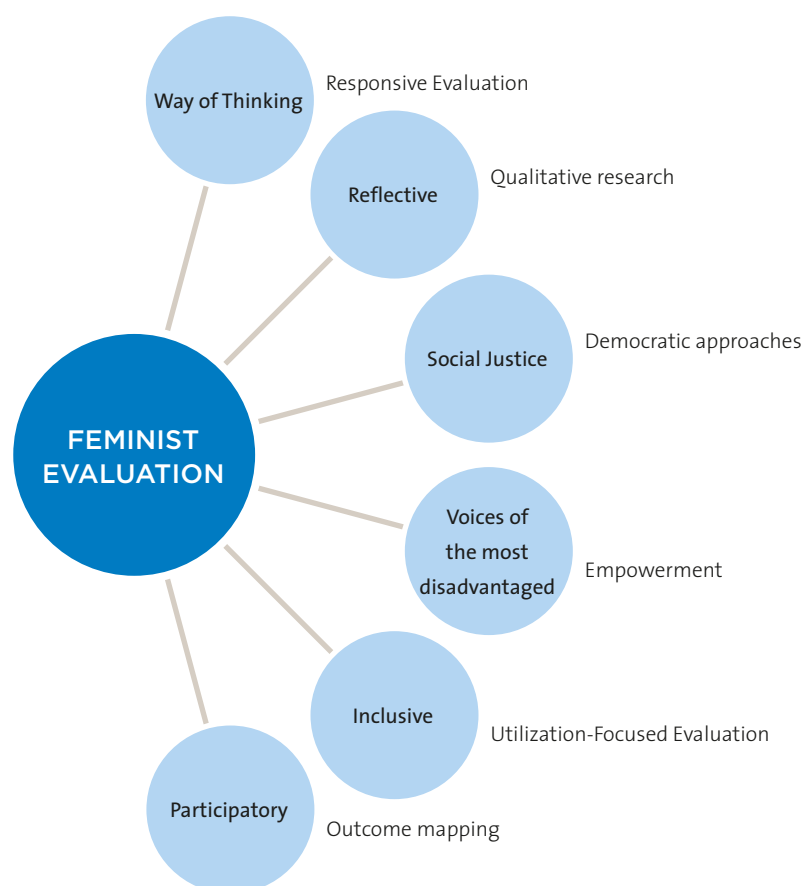 Way of Thinking
Responsive Evaluation
Reflective
Qualitative research
Social Justice
Democratic approaches
FEMINIST
EVALUATION
Voices of
the most
disadvantaged
Empowerment
Inclusive
Utilization-Focused Evaluation
Participatory
Outcome mapping